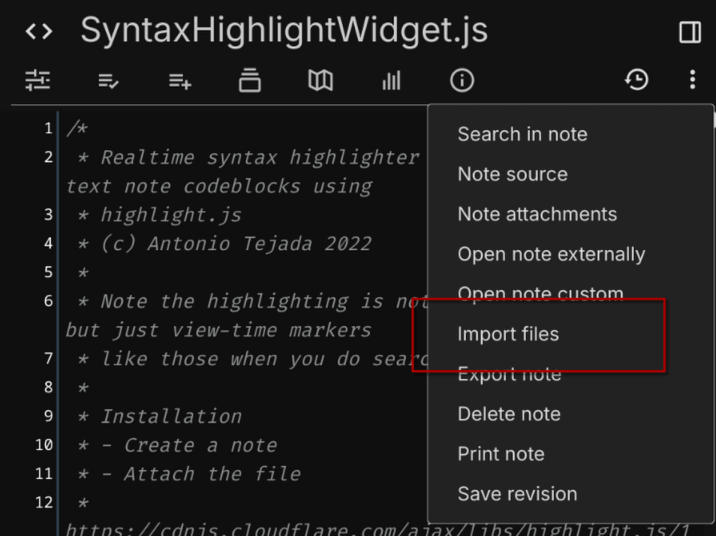 <> SyntaxHighlightWidget.js
1 /*
2 * Realtime syntax highlighter
text note codeblocks using
3 * highlight.js
4 * (c) Antonio Tejada 2022
5 *
6 * Note the highlighting is not
but just view-time markers
7 * like those when you do searc
8 *
9 * Installation
10 * - Create a note
11 * - Attach the file
12 *
https://cdnjs.cloudflare.com/ajax/libs/highlight.js/1
Search in note
Note source
Note attachments
Open note externally
Open note custom
Import files
Export note
Delete note
Print note
Save revision